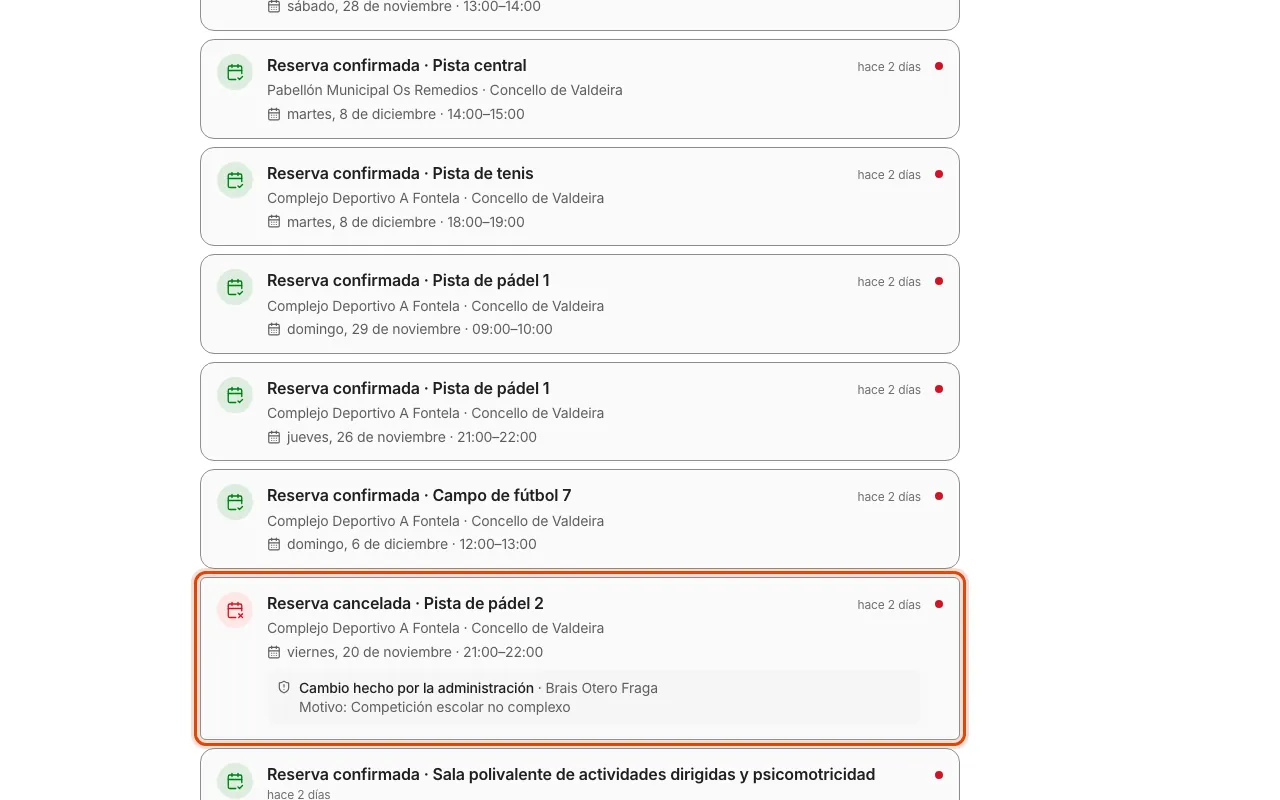 sábado, 28 de noviembre · 13:00–14:00
Reserva confirmada · Pista central
hace 2 días
Pabellón Municipal Os Remedios · Concello de Valdeira
martes, 8 de diciembre · 14:00–15:00
Reserva confirmada · Pista de tenis
hace 2 días
Complejo Deportivo A Fontela · Concello de Valdeira
martes, 8 de diciembre · 18:00–19:00
Reserva confirmada · Pista de pádel 1
hace 2 días
Complejo Deportivo A Fontela · Concello de Valdeira
domingo, 29 de noviembre · 09:00–10:00
Reserva confirmada · Pista de pádel 1
hace 2 días
Complejo Deportivo A Fontela · Concello de Valdeira
jueves, 26 de noviembre · 21:00–22:00
Reserva confirmada · Campo de fútbol 7
hace 2 días
Complejo Deportivo A Fontela · Concello de Valdeira
domingo, 6 de diciembre · 12:00–13:00
Reserva cancelada · Pista de pádel 2
hace 2 días
Complejo Deportivo A Fontela · Concello de Valdeira
viernes, 20 de noviembre · 21:00–22:00
Cambio hecho por la administración · Brais Otero Fraga
Motivo: Competición escolar no complexo
Reserva confirmada · Sala polivalente de actividades dirigidas y psicomotricidad
hace 2 días